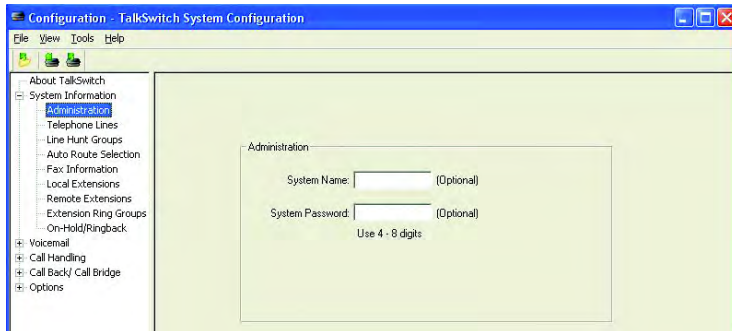 Configuration - TalkSwitch System Configuration
File View Tools Help
About TalkSwitch
System Information
Administration
Telephone Lines
Line Hunt Groups
Auto Route Selection
Fax Information
Local Extensions
Remote Extensions
Extension Ring Groups
On-Hold/Ringback
Voicemail
Call Handling
Call Back/ Call Bridge
Options
Administration
System Name: (Optional)
System Password: (Optional)
Use 4 - 8 digits